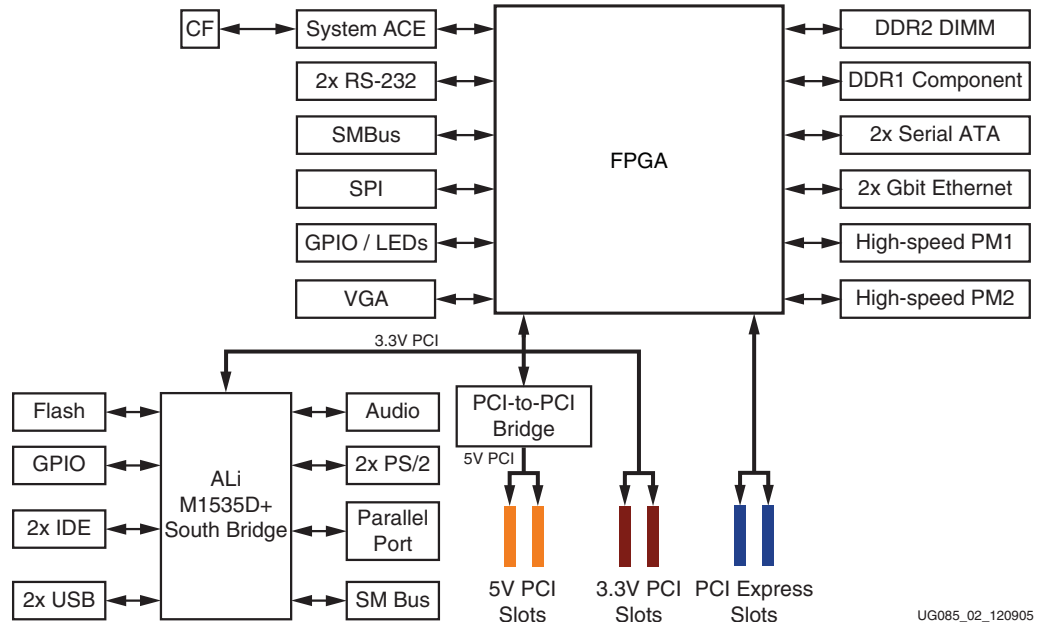 CF
System ACE
2x RS-232
SMBus
SPI
GPIO / LEDs
VGA
FPGA
DDR2 DIMM
DDR1 Component
2x Serial ATA
2x Gbit Ethernet
High-speed PM1
High-speed PM2
3.3V PCI
Flash
GPIO
2x IDE
2x USB
ALi
M1535D+
South Bridge
Audio
2x PS/2
Parallel
Port
SM Bus
PCI-to-PCI
Bridge
5V PCI
5V PCI
Slots
3.3V PCI
Slots
PCI Express
Slots
UG085_02_120905